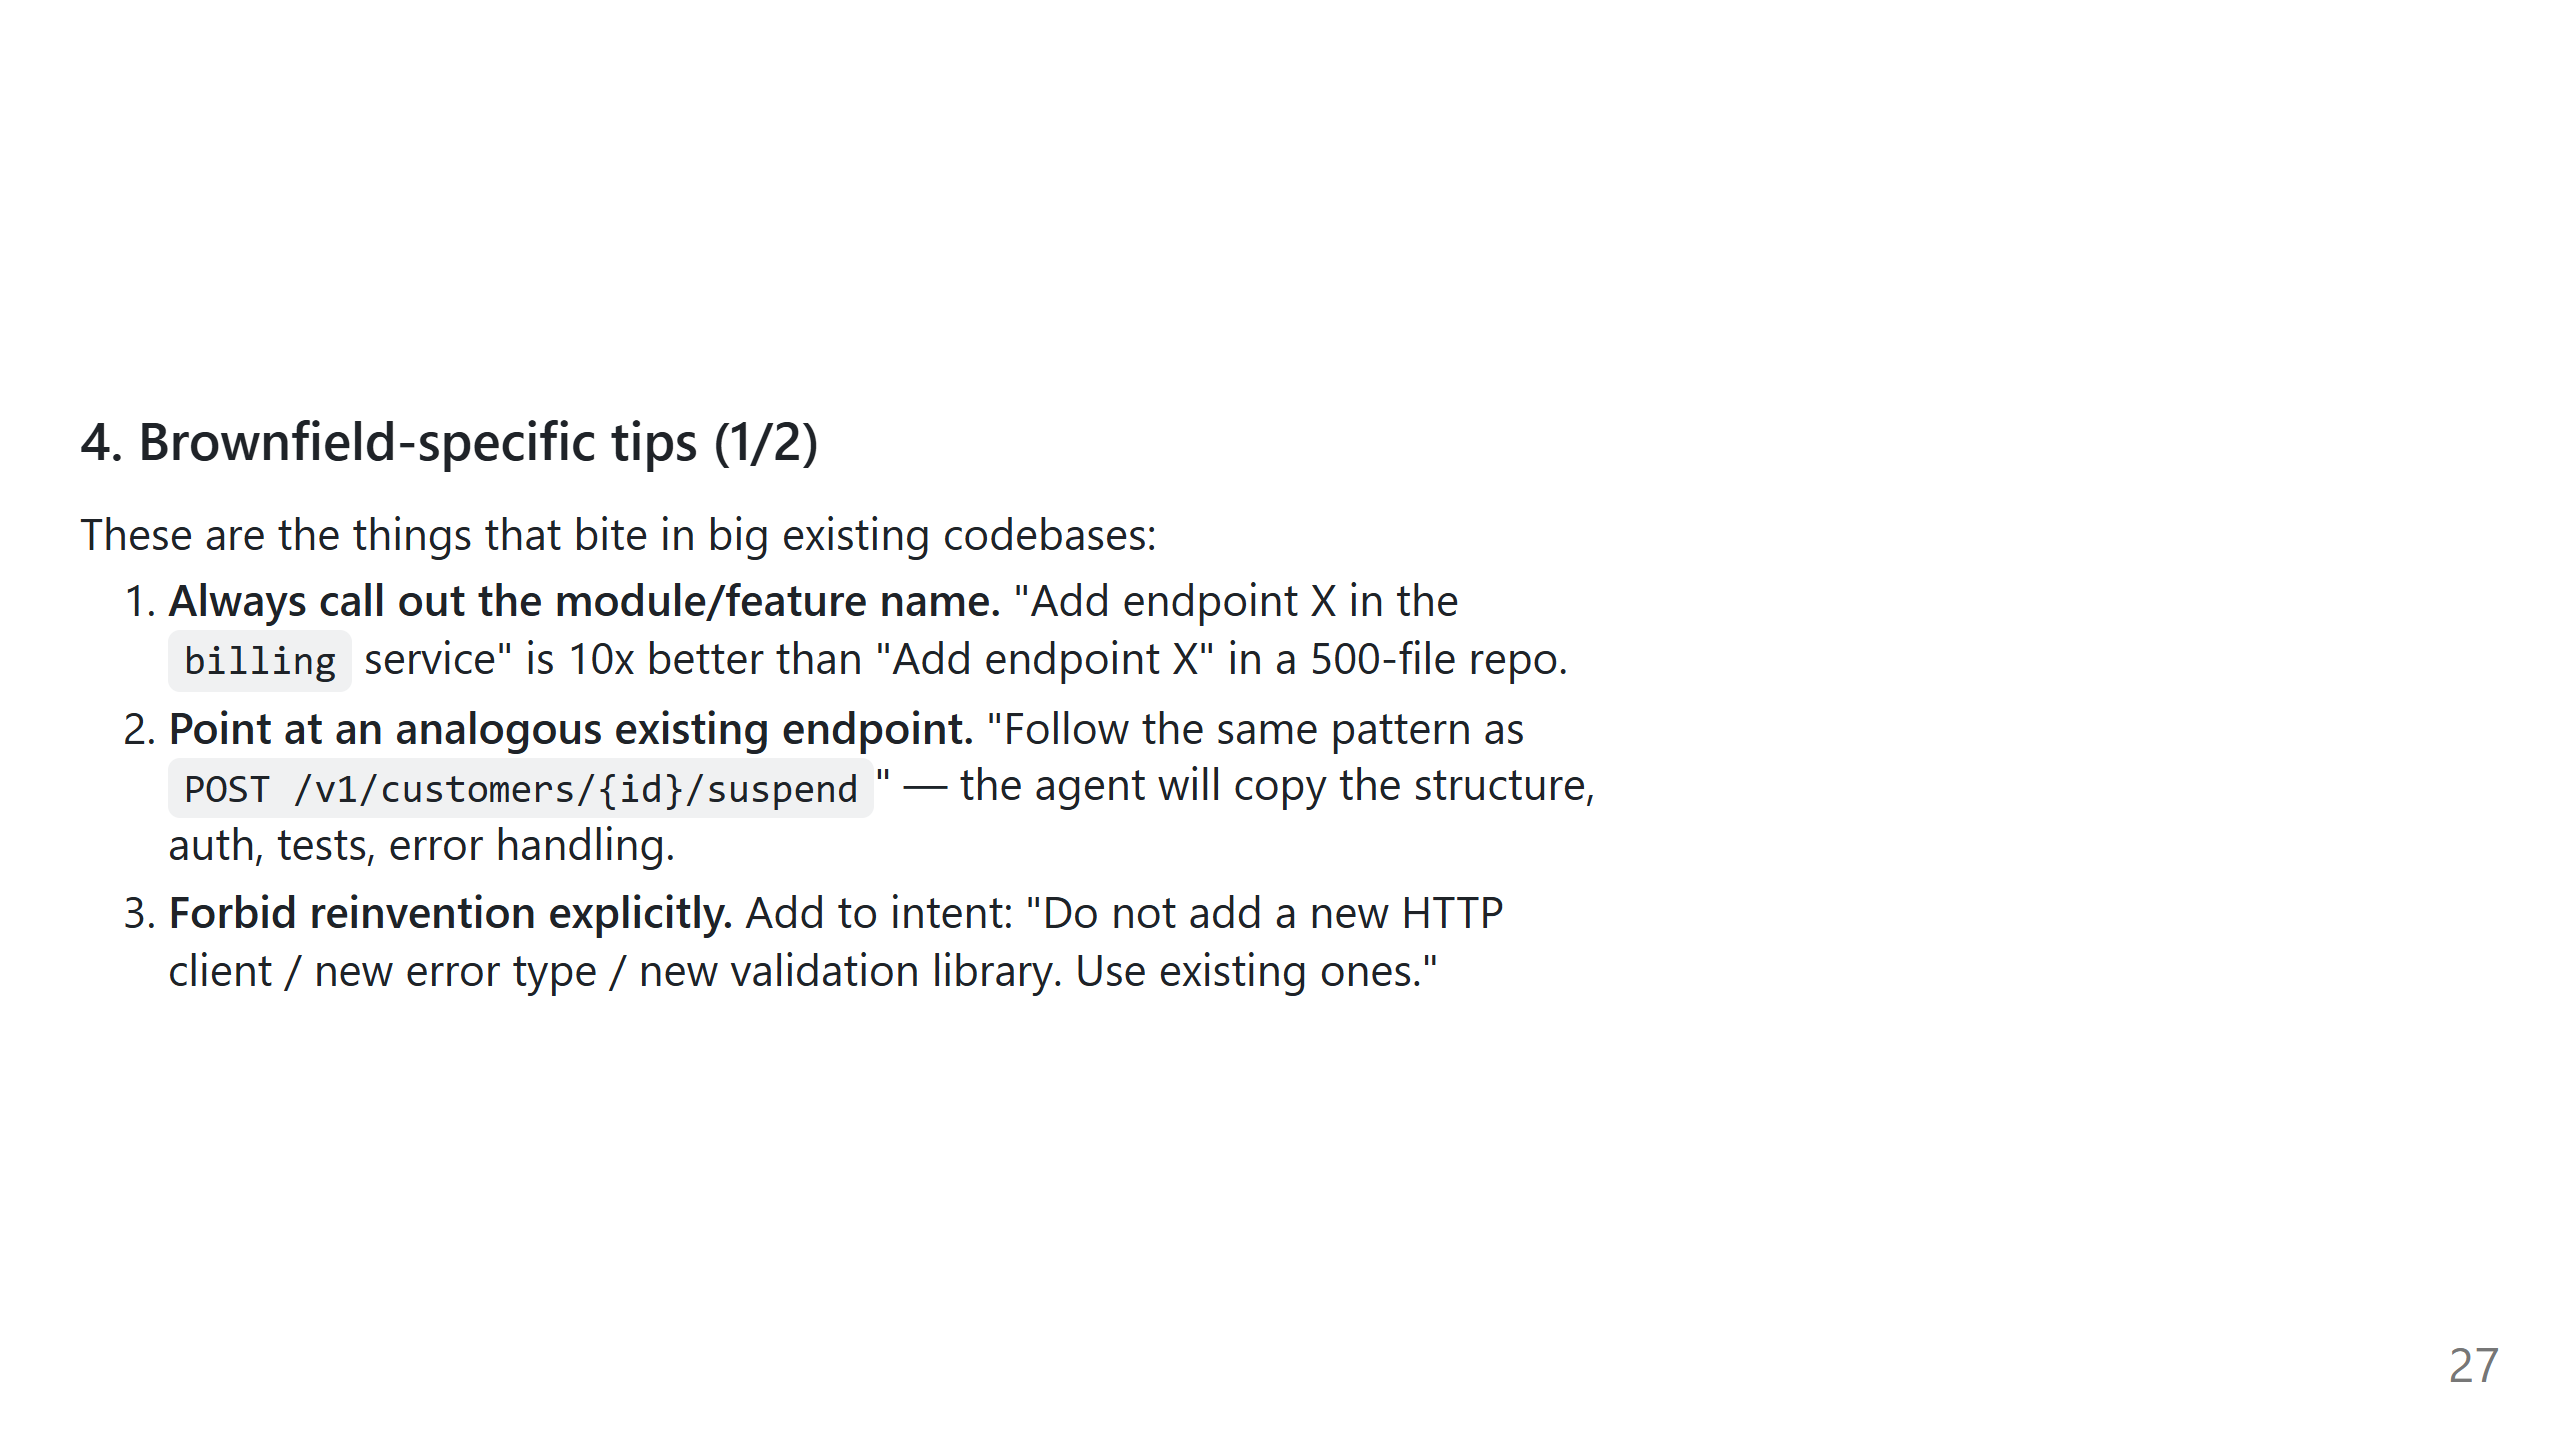 4. Brownfield-specific tips (1/2)
These are the things that bite in big existing codebases:
1. Always call out the module/feature name. "Add endpoint X in the
billing service" is 10x better than "Add endpoint X" in a 500-file repo.
2. Point at an analogous existing endpoint. "Follow the same pattern as
POST /v1/customers/{id}/suspend" — the agent will copy the structure,
auth, tests, error handling.
3. Forbid reinvention explicitly. Add to intent: "Do not add a new HTTP
client / new error type / new validation library. Use existing ones."
27